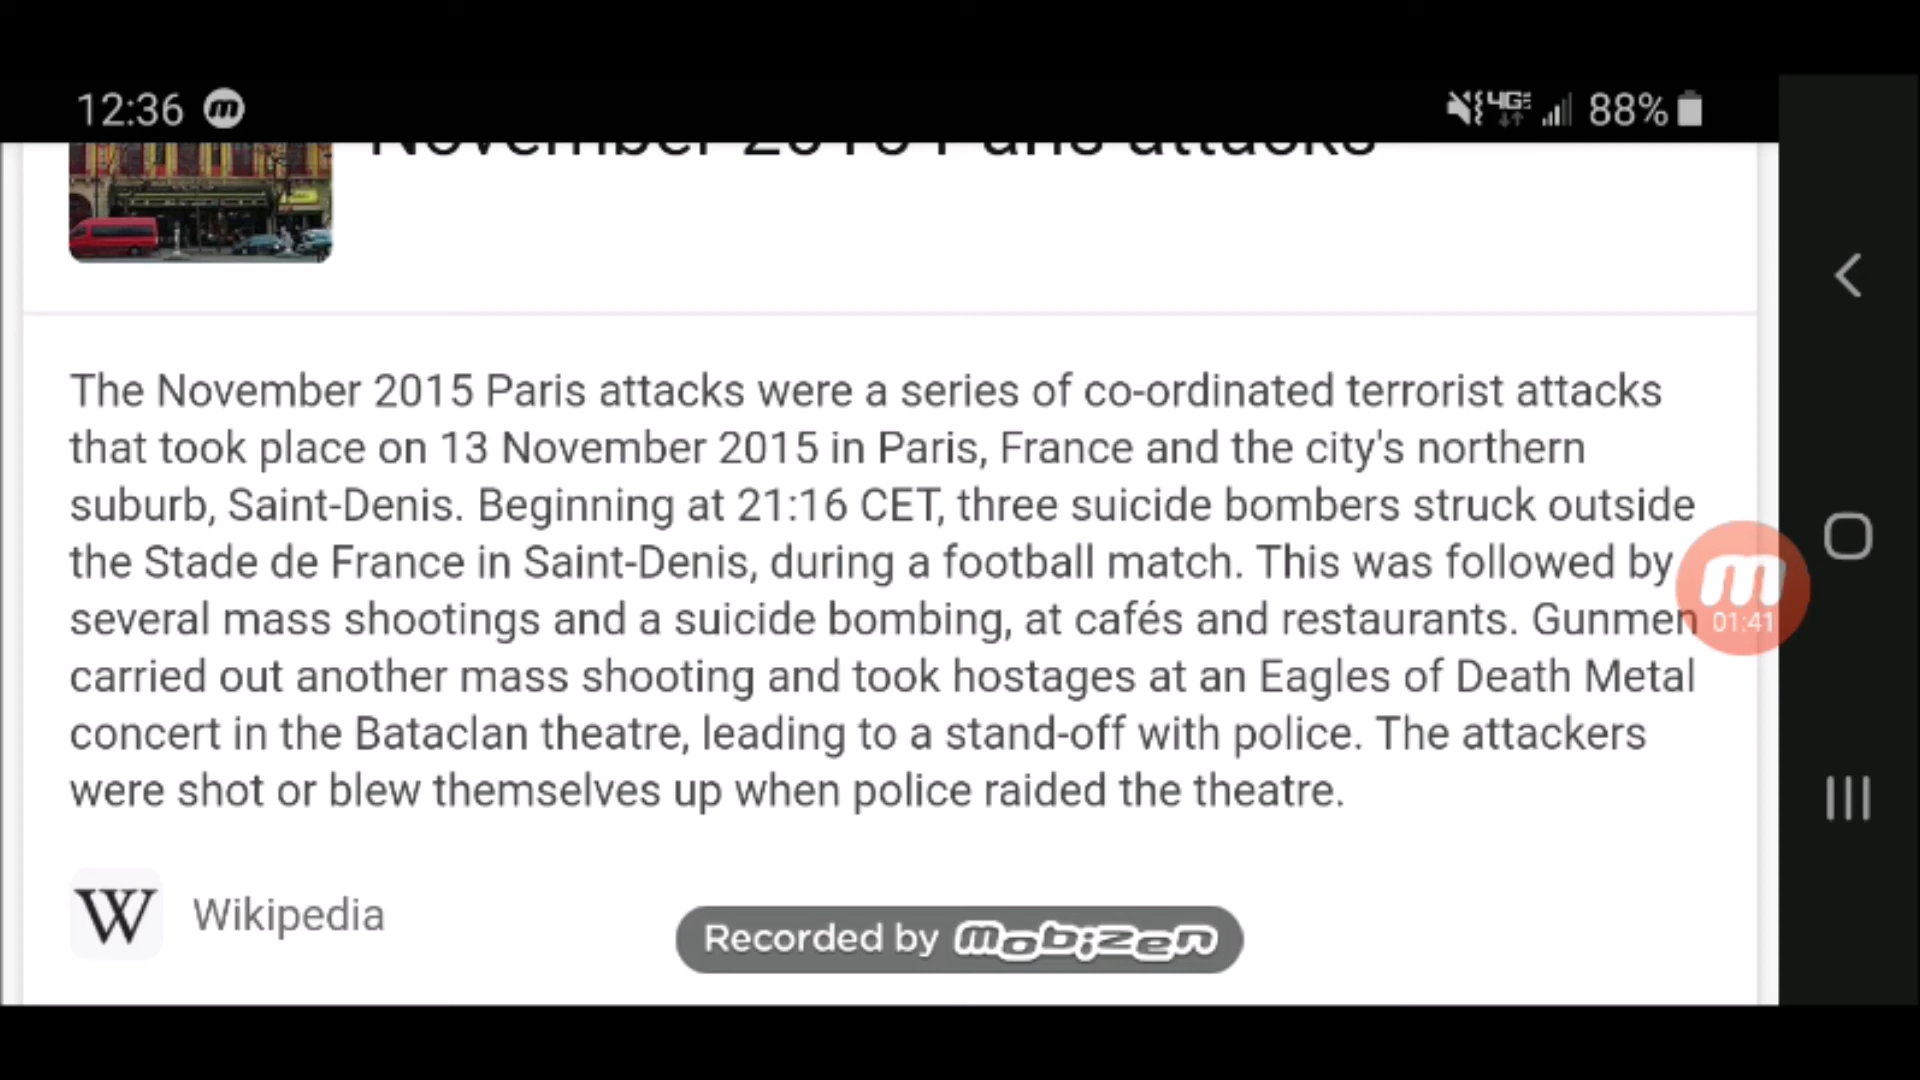 12:36
4GE 88%
November 2015 Paris attacks
The November 2015 Paris attacks were a series of co-ordinated terrorist attacks
that took place on 13 November 2015 in Paris, France and the city's northern
suburb, Saint-Denis. Beginning at 21:16 CET, three suicide bombers struck outside
the Stade de France in Saint-Denis, during a football match. This was followed by
several mass shootings and a suicide bombing, at cafés and restaurants. Gunmen
01:41
carried out another mass shooting and took hostages at an Eagles of Death Metal
concert in the Bataclan theatre, leading to a stand-off with police. The attackers
were shot or blew themselves up when police raided the theatre.
W Wikipedia
Recorded by mobizen